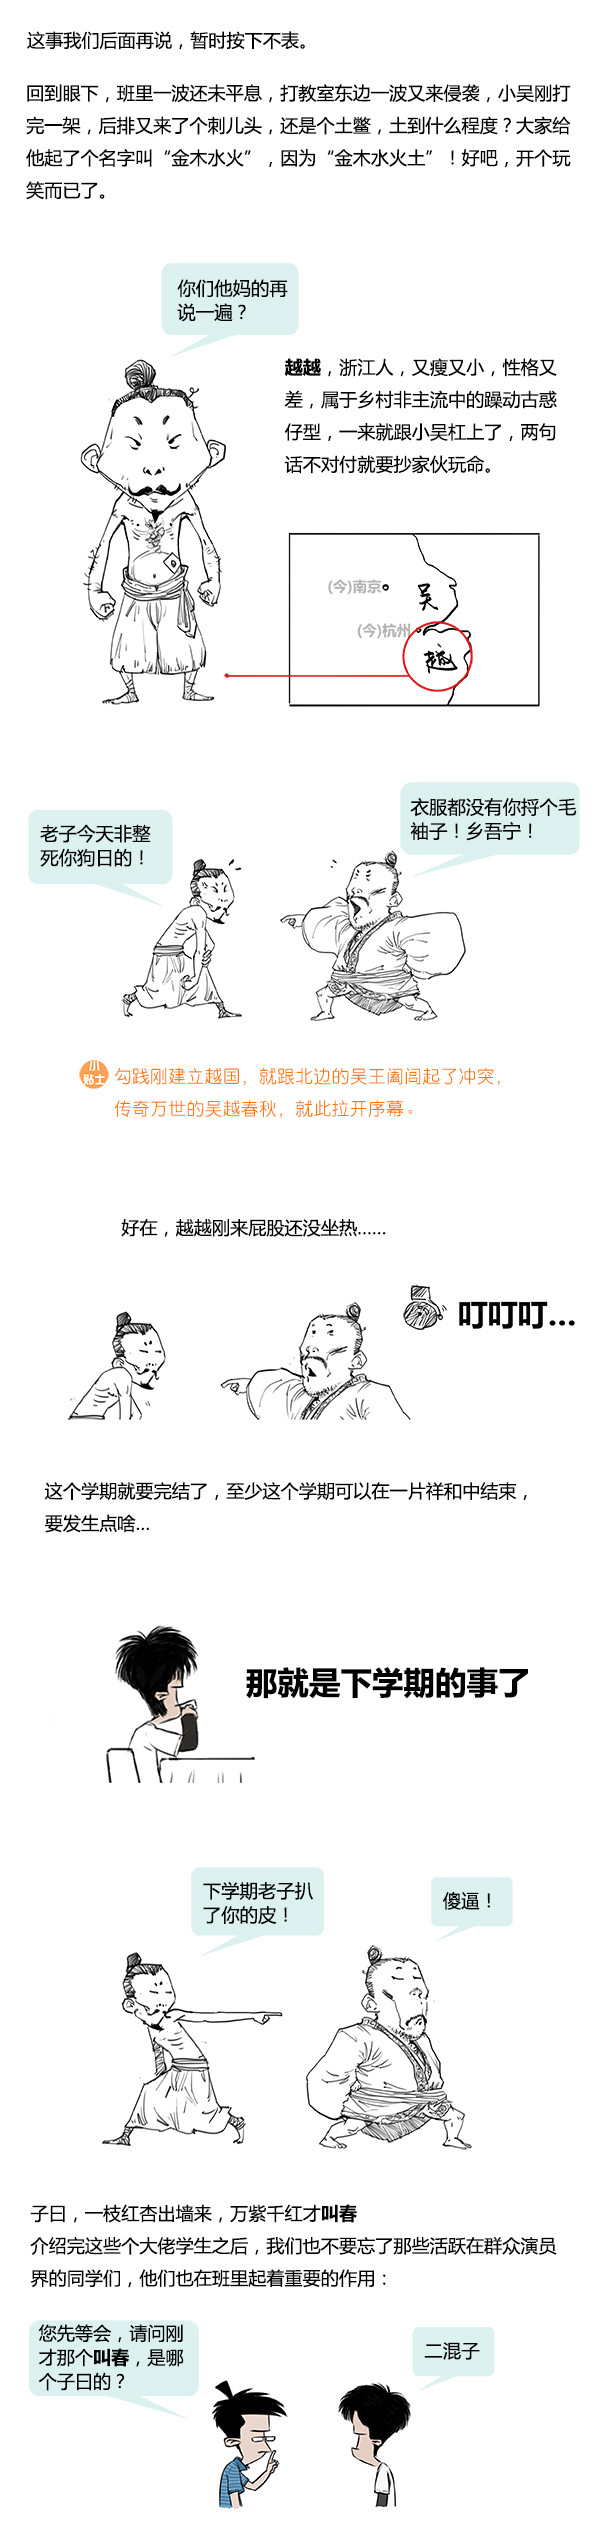 这事我们后面再说，暂时按下不表。
回到眼下，班里一波还未平息，打教室东边一波又来侵袭，小吴刚打
完一架，后排又来了个刺儿头，还是个土鳖，土到什么程度？大家给
他起了个名字叫“金木水火”，因为“金木水火土”！好吧，开个玩
笑而已了。
你们他妈的再
说一遍？
越越，浙江人，又瘦又小，性格又
差，属于乡村非主流中的躁动古惑
仔型，一来就跟小吴杠上了，两句
话不对付就要抄家伙玩命。
(今)南京
吴
(今)杭州
越
老子今天非整
死你狗日的！
衣服都没有你捋个毛
袖子！乡吾宁！
小
贴士
勾践刚建立越国，就跟北边的吴王阖闾起了冲突，
传奇万世的吴越春秋，就此拉开序幕。
好在，越越刚来屁股还没坐热……
叮叮叮...
这个学期就要完结了，至少这个学期可以在一片祥和中结束，
要发生点啥...
那就是下学期的事了
下学期老子扒
了你的皮！
傻逼！
子曰，一枝红杏出墙来，万紫千红才叫春
介绍完这些个大佬学生之后，我们也不要忘了那些活跃在群众演员
界的同学们，他们也在班里起着重要的作用：
您先等会，请问刚
才那个叫春，是哪
个子曰的？
二混子